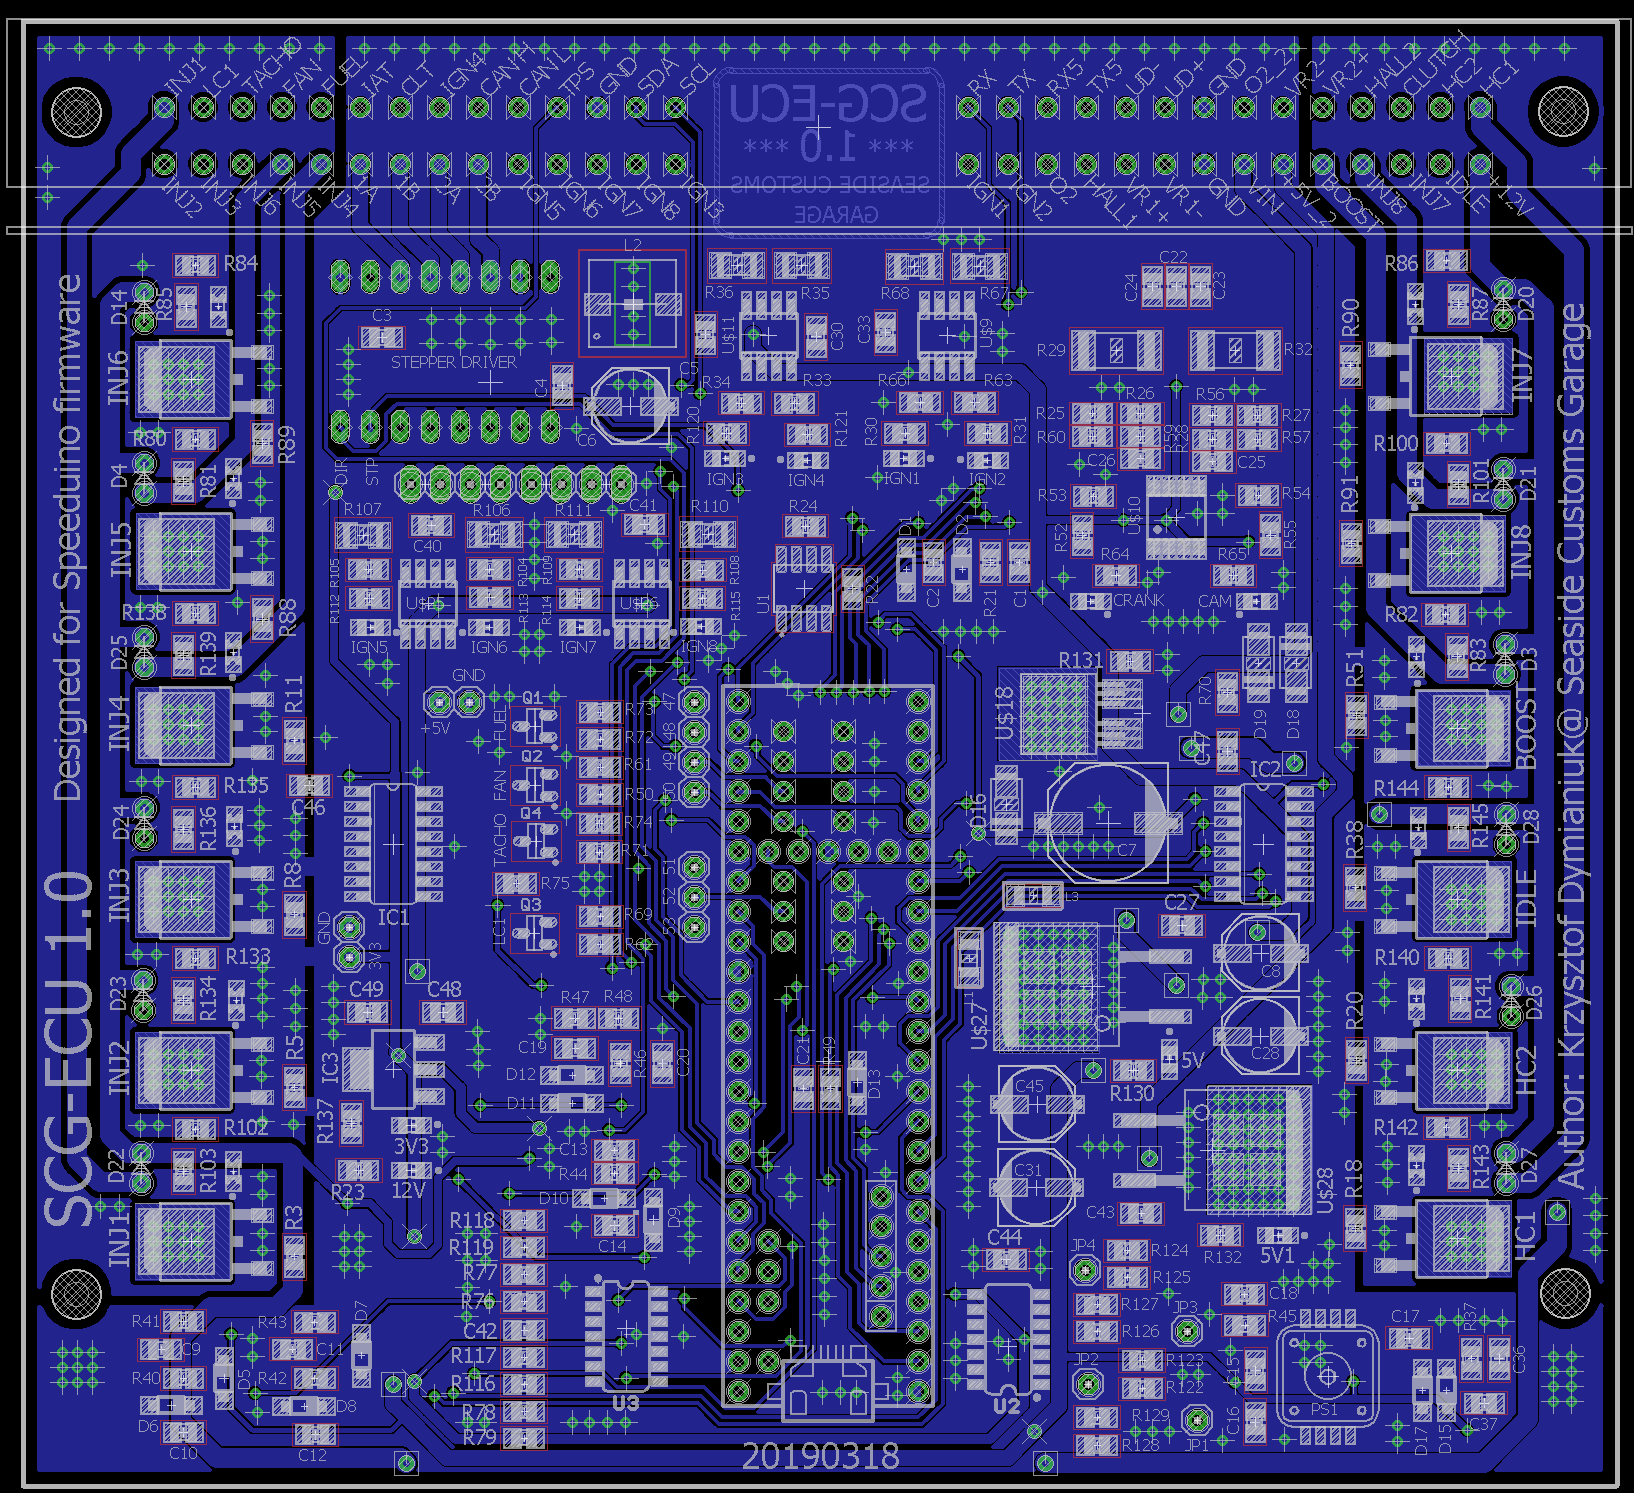 INJ1 LC1 TACHO FAN FUEL IAT CLT IGN4 CANH CANL TPS GND SDA SCL
RX TX RX5 TX5 UD- UD+ GND O2_2 VR2- VR2+ HALL2 CLUTCH HC2 HC1
SCG-ECU
*** 1.0 ***
SEASIDE CUSTOMS
GARAGE
INJ2 INJ3 INJ6 INJ5 INJ4 1A 1B 2A 2B IGN5 IGN6 IGN7 IGN8 IGN3
IGN1 IGN2 O2 HALL1 VR1+ VR1- GND VIN 5V_2 BOOST INJ8 INJ7 IDLE +12V
SCG-ECU 1.0 Designed for Speeduino firmware
Author: Krzysztof Dymianiuk@ Seaside Customs Garage
R84 R85 D14 INJ6
R80 D4 R81 R89 INJ5
R138 D25 R139 R88 INJ4
R11 R135 D24 R136 C46 INJ3
R8 R133 D23 R134 INJ2
R5 R102 D22 R103 INJ1 R3
C3 L2
STEPPER DRIVER
C4 C5 C6
DIR STP
R36 R35 R68 R67
U$11 C30 C33 U$9
R34 R33 R66 R63
R120 R121 R30 R31
IGN3 IGN4 IGN1 IGN2
C24 C22 C23
R29 R32
R25 R26 R56 R27
R60 R59 R28 R57
C26 C25
R53 R54 U$10
R52 R55
R64 R65
CRANK CAM
R86 R87 D20 R90 INJ7
R100 R101 D21 R91 INJ8
R82 R83 D3 R51 BOOST
R144 R145 D28 R38 IDLE
R140 R141 D26 R20 HC2
R142 R143 D27 R18 HC1
R107 C40 R106 R111 C41 R110 R24
R105 R104 R109 R108
R112 R113 R114 R115
IGN5 IGN6 IGN7 IGN8
U1 R22 D1 C2 D2 R21 C1
GND
+5V
Q1 FUEL R73
R72
Q2 FAN R61
R50
Q4 TACHO R74
R71
R75
Q3 LC1 R69
R62
47
48
49
50
51
52
53
IC1
GND
3V3
C49 C48
IC3
R137
3V3
R23 12V
R47 R48
C19 R46 C20
D12
D11
C13
R44
D10 D9
C14
C21 R49 D13
R131 U$18 R70 D19 D18
C47 IC2
D16 C7
L3 C27
U$27 C8
C28
C45 R130 5V
C31 U$28
C43 R132 5V1
C44
R118
R119
R77
R76
C42
R117
R116
R78
R79
U3 U2
JP4 R124
R125
R127 JP3
R126
JP2 R123
R122
R129 JP1
R128
C18 R45 C15 C16 PS1
C17 R37 C36 C37 D17 D15
R41 R43 D7
C9 C11
R40 D5 R42
D6 D8
C10 C12
20190318